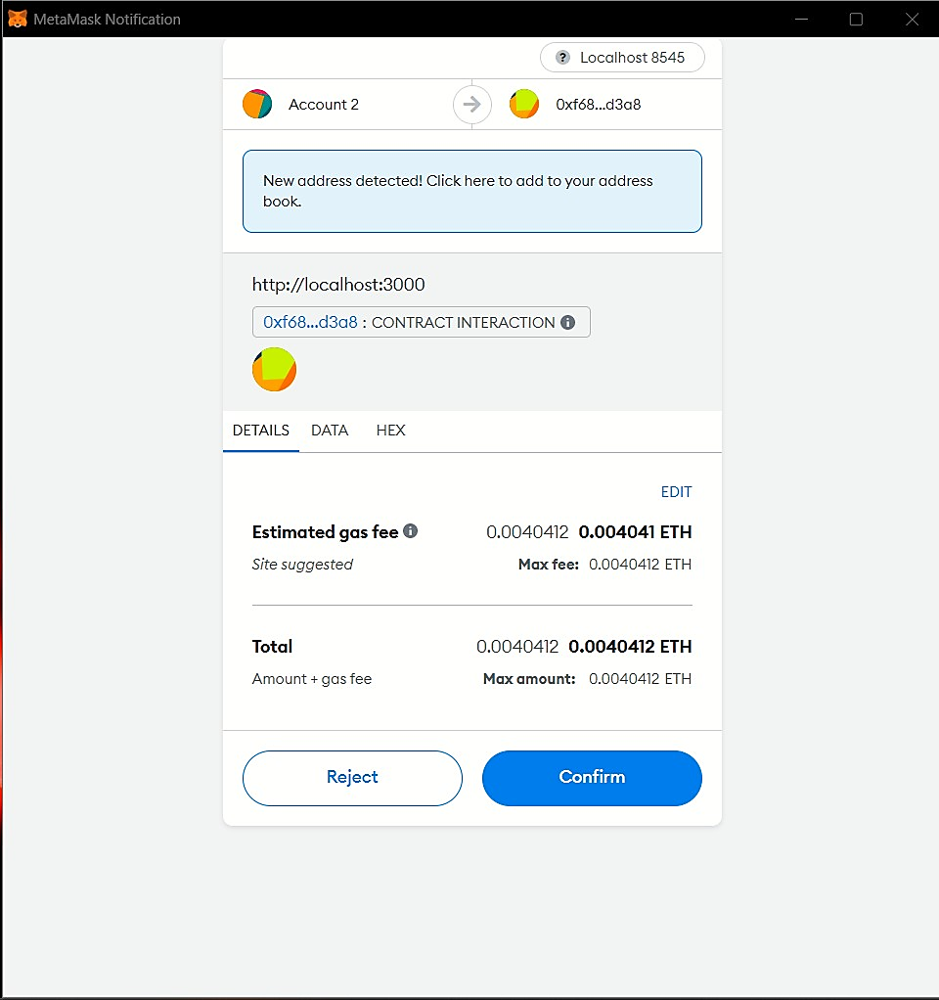 MetaMask Notification
? Localhost 8545
Account 2 0xf68...d3a8
New address detected! Click here to add to your address
book.
http://localhost:3000
0xf68...d3a8 : CONTRACT INTERACTION i
DETAILS DATA HEX
EDIT
Estimated gas fee i 0.0040412 0.004041 ETH
Site suggested Max fee: 0.0040412 ETH
Total 0.0040412 0.0040412 ETH
Amount + gas fee Max amount: 0.0040412 ETH
Reject Confirm